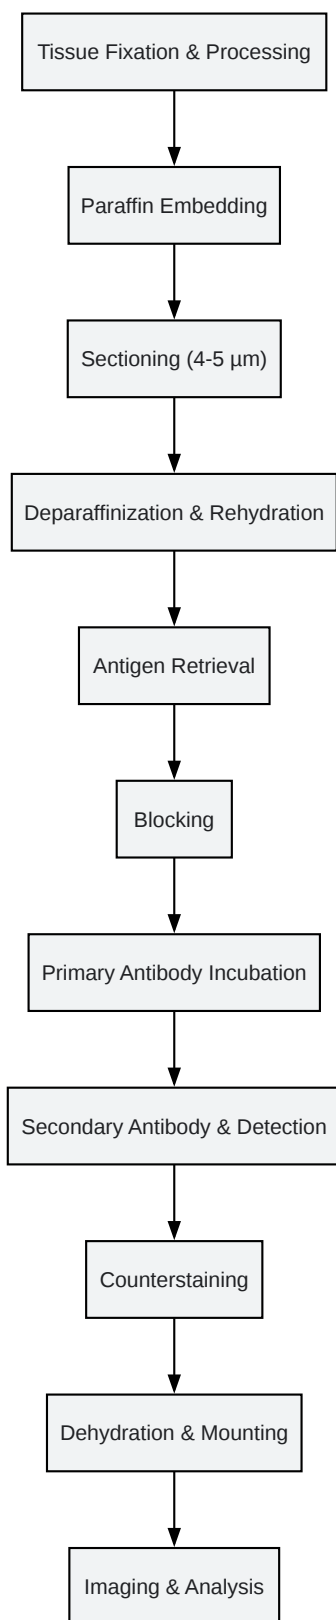 Tissue Fixation & Processing
Paraffin Embedding
Sectioning (4-5 µm)
Deparaffinization & Rehydration
Antigen Retrieval
Blocking
Primary Antibody Incubation
Secondary Antibody & Detection
Counterstaining
Dehydration & Mounting
Imaging & Analysis